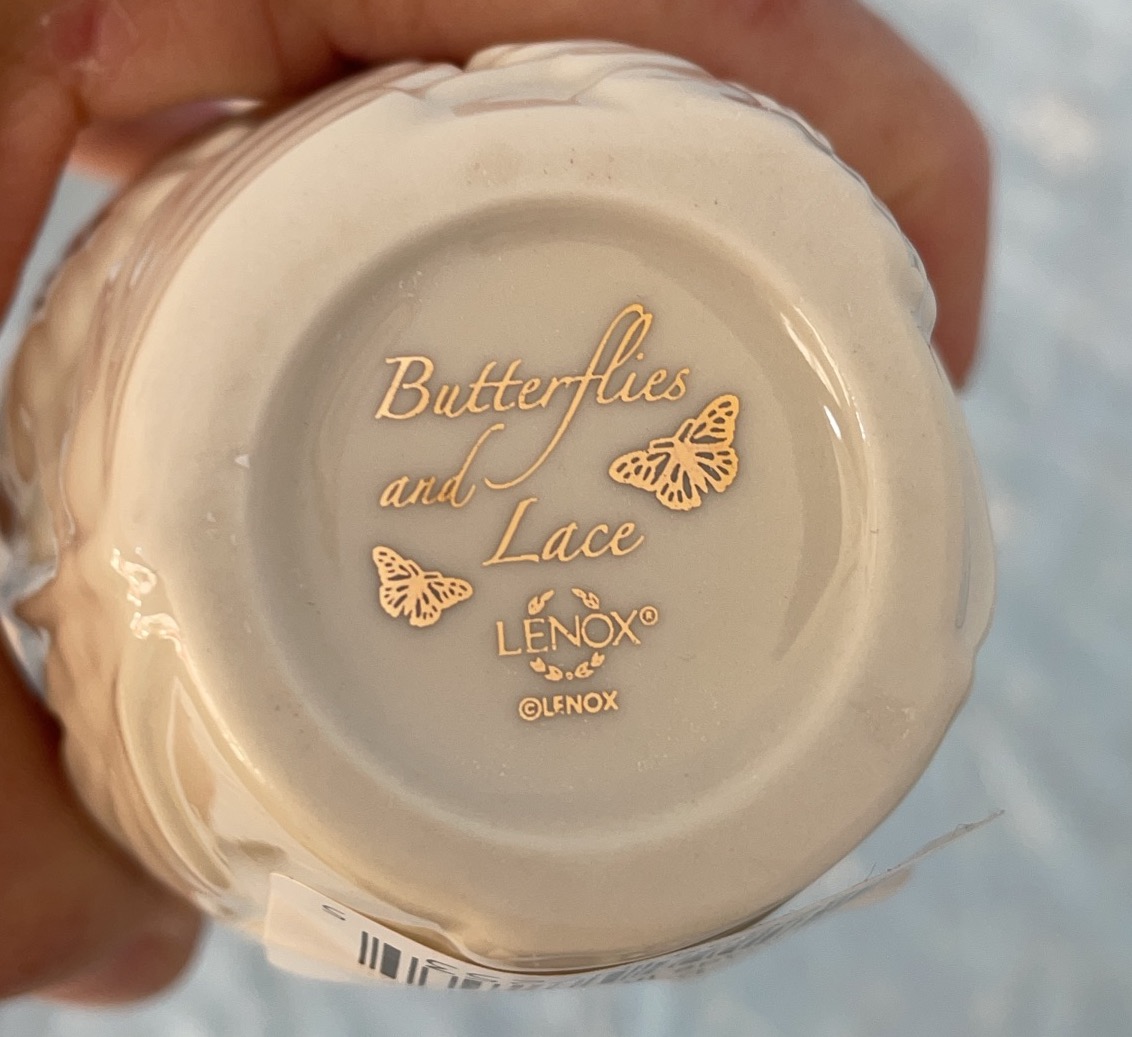 Butterflies
and
Lace
LENOX®
©LENOX